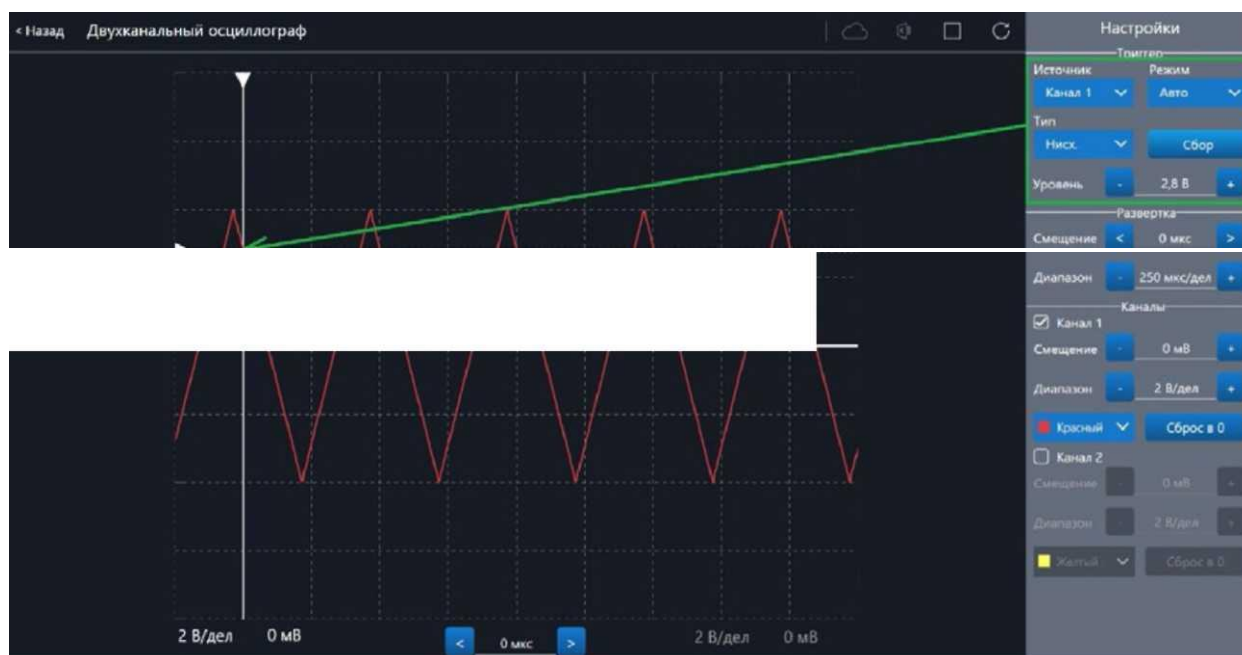 < Назад Двухканальный осциллограф
Настройки
Триггер
Источник Режим
Канал 1 Авто
Тип
Нисх. Сбор
Уровень - 2,8 В +
Развертка
Смещение < 0 мкс >
Диапазон - 250 мкс/дел +
Каналы
Канал 1
Смещение - 0 мВ +
Диапазон - 2 В/дел +
Красный Сброс в 0
Канал 2
Смещение - 0 мВ +
Диапазон - 2 В/дел +
Желтый Сброс в 0
2 В/дел 0 мВ < 0 мкс > 2 В/дел 0 мВ